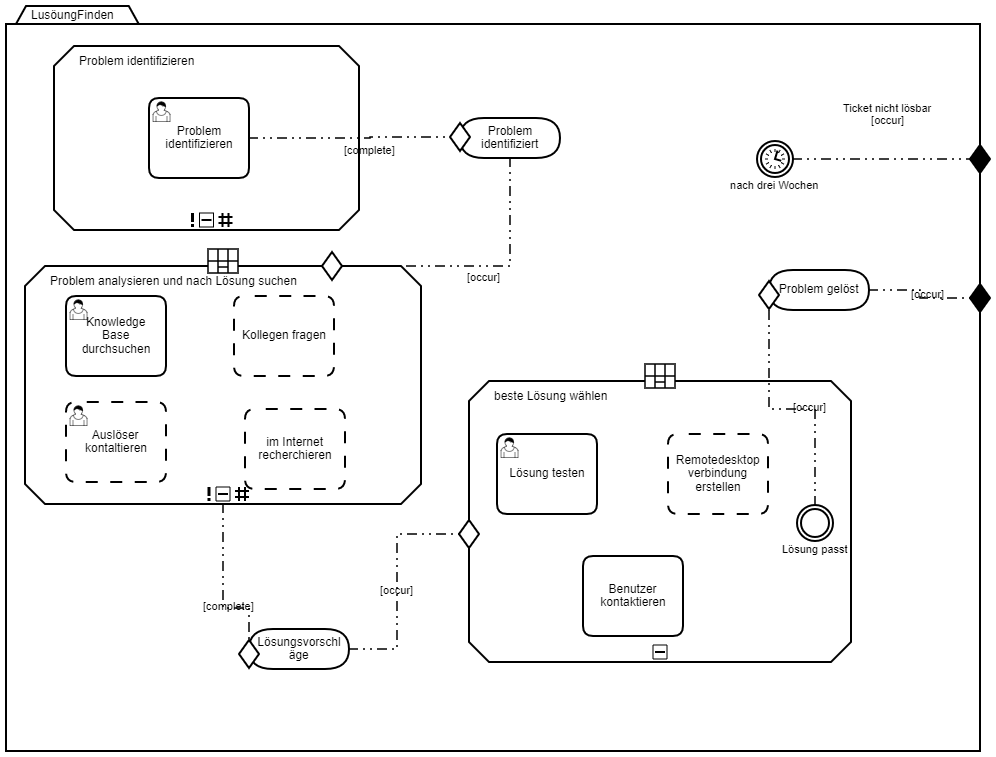 LusöungFinden
Problem identifizieren
Problem
identifizieren
[complete]
Problem
identifiziert
Ticket nicht lösbar
[occur]
nach drei Wochen
[occur]
Problem analysieren und nach Lösung suchen
Knowledge
Base
durchsuchen
Kollegen fragen
Auslöser
kontaltieren
im Internet
recherchieren
Problem gelöst
[occur]
beste Lösung wählen
[occur]
Lösung testen
Remotedesktop
verbindung
erstellen
Lösung passt
Benutzer
kontaktieren
[complete]
[occur]
Lösungsvorschl
äge